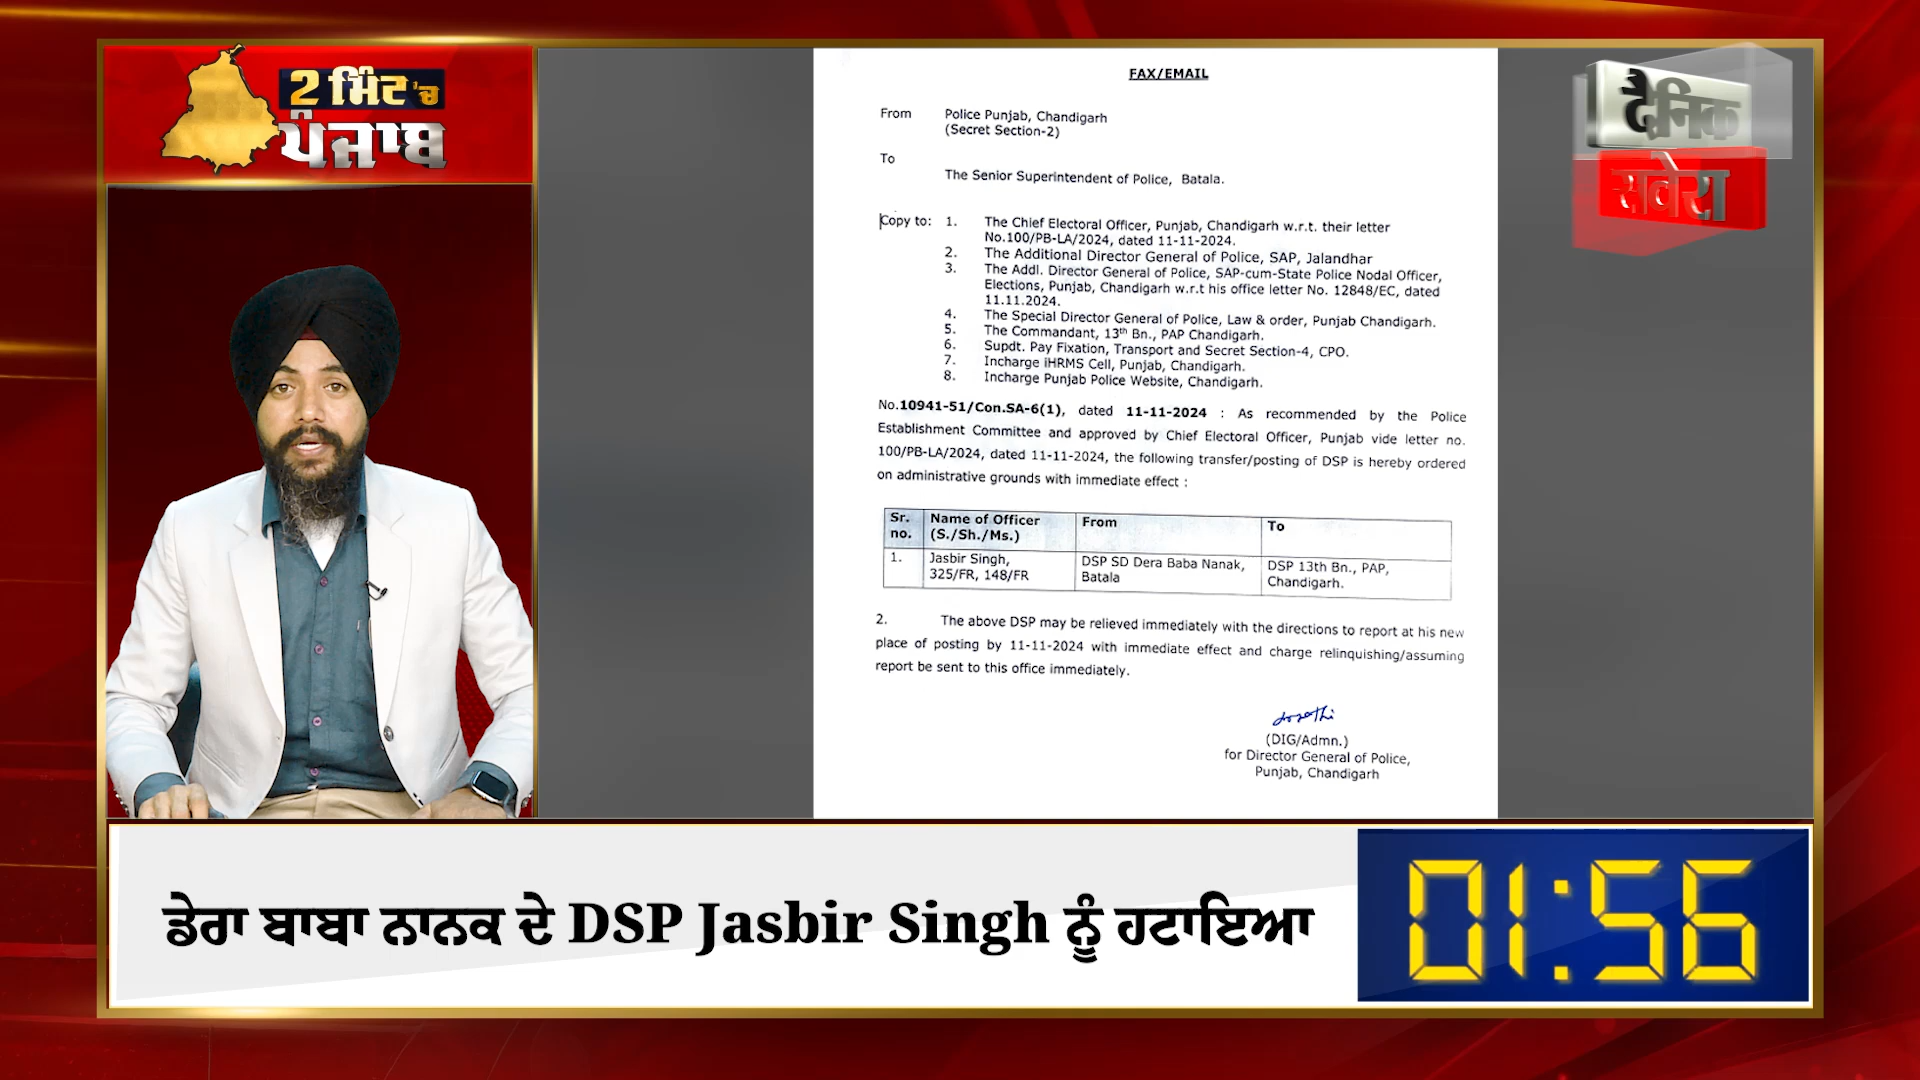 2 ਮਿੰਟ 'ਚ
ਪੰਜਾਬ
दैनिक
सवेरा
FAX/EMAIL
From Police Punjab, Chandigarh
(Secret Section-2)
To
The Senior Superintendent of Police, Batala.
Copy to: 1. The Chief Electoral Officer, Punjab, Chandigarh w.r.t. their letter
No.100/PB-LA/2024, dated 11-11-2024.
2. The Additional Director General of Police, SAP, Jalandhar
3. The Addl. Director General of Police, SAP-cum-State Police Nodal Officer,
Elections, Punjab, Chandigarh w.r.t his office letter No. 12848/EC, dated
11.11.2024.
4. The Special Director General of Police, Law & order, Punjab Chandigarh.
5. The Commandant, 13th Bn., PAP Chandigarh.
6. Supdt. Pay Fixation, Transport and Secret Section-4, CPO.
7. Incharge iHRMS Cell, Punjab, Chandigarh.
8. Incharge Punjab Police Website, Chandigarh.
No.10941-51/Con.SA-6(1), dated 11-11-2024 : As recommended by the Police
Establishment Committee and approved by Chief Electoral Officer, Punjab vide letter no.
100/PB-LA/2024, dated 11-11-2024, the following transfer/posting of DSP is hereby ordered
on administrative grounds with immediate effect :
Sr. no. Name of Officer (S./Sh./Ms.) From To
1. Jasbir Singh, 325/FR, 148/FR DSP SD Dera Baba Nanak, Batala DSP 13th Bn., PAP, Chandigarh.
2. The above DSP may be relieved immediately with the directions to report at his new
place of posting by 11-11-2024 with immediate effect and charge relinquishing/assuming
report be sent to this office immediately.
(DIG/Admn.)
for Director General of Police,
Punjab, Chandigarh
ਡੇਰਾ ਬਾਬਾ ਨਾਨਕ ਦੇ DSP Jasbir Singh ਨੂੰ ਹਟਾਇਆ
01:56